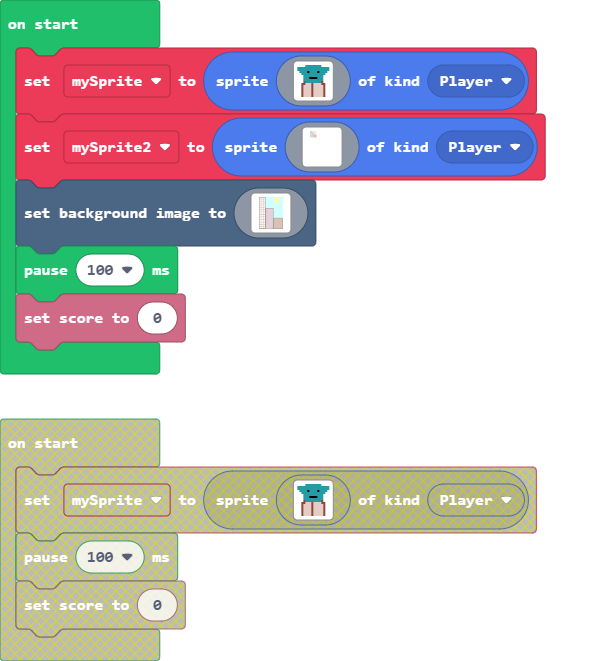 on start
set mySprite to sprite of kind Player
set mySprite2 to sprite of kind Player
set background image to
pause 100 ms
set score to 0
on start
set mySprite to sprite of kind Player
pause 100 ms
set score to 0